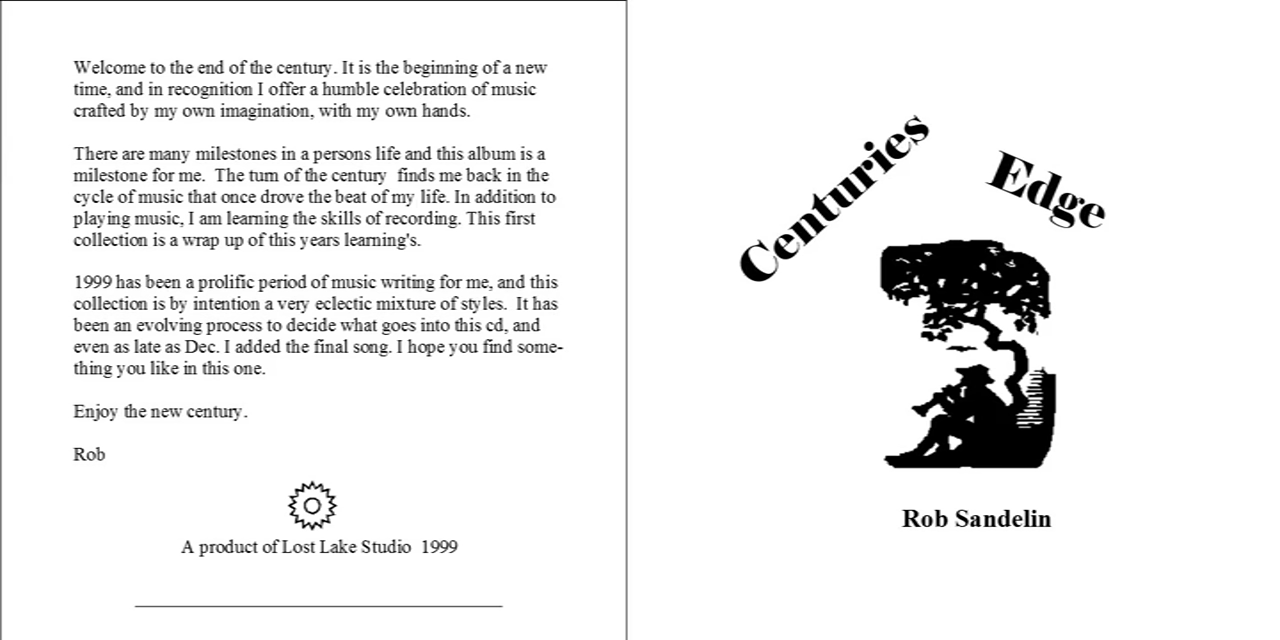 Welcome to the end of the century. It is the beginning of a new
time, and in recognition I offer a humble celebration of music
crafted by my own imagination, with my own hands.
There are many milestones in a persons life and this album is a
milestone for me.  The turn of the century  finds me back in the
cycle of music that once drove the beat of my life. In addition to
playing music, I am learning the skills of recording. This first
collection is a wrap up of this years learning's.
1999 has been a prolific period of music writing for me, and this
collection is by intention a very eclectic mixture of styles.  It has
been an evolving process to decide what goes into this cd, and
even as late as Dec. I added the final song. I hope you find some-
thing you like in this one.
Enjoy the new century.
Rob
A product of Lost Lake Studio  1999
Centuries
Edge
Rob Sandelin